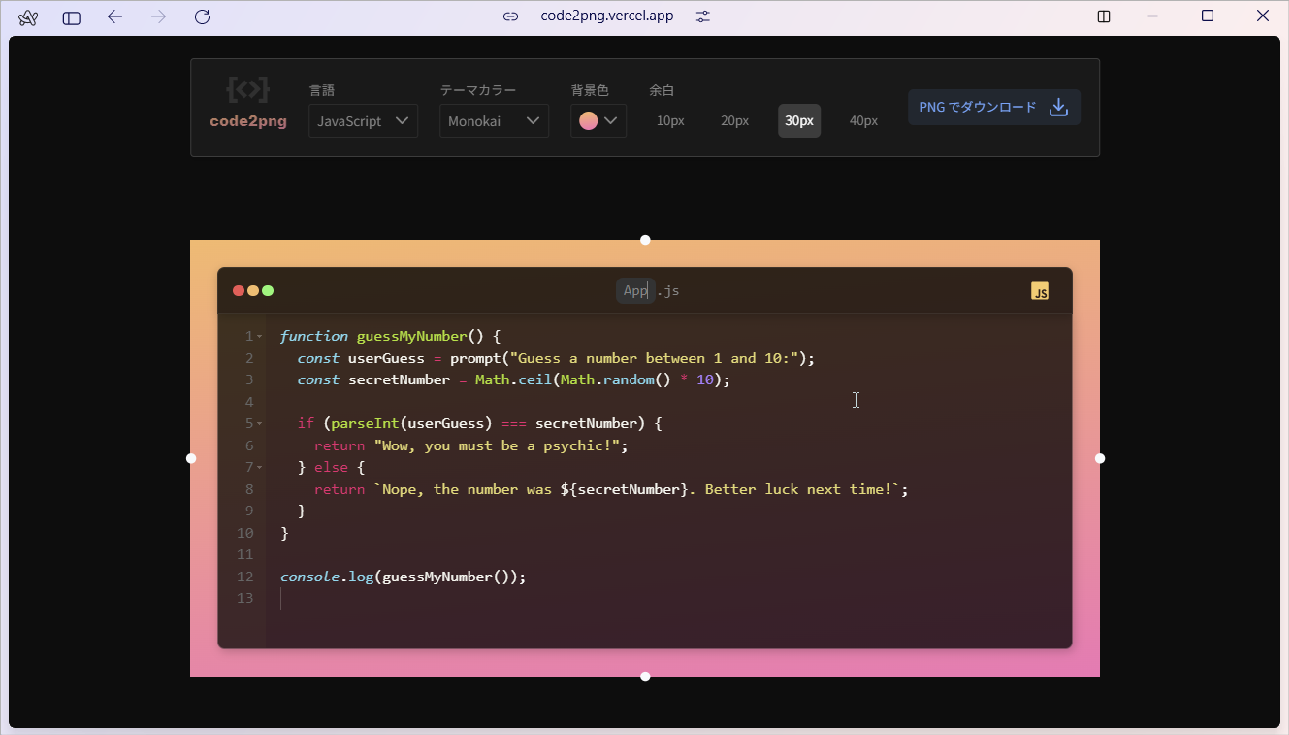 code2png.vercel.app
{<>}
code2png
言語
JavaScript
テーマカラー
Monokai
背景色
余白
10px
20px
30px
40px
PNG でダウンロード
App.js
JS
1 function guessMyNumber() {
2 const userGuess = prompt("Guess a number between 1 and 10:");
3 const secretNumber = Math.ceil(Math.random() * 10);
4
5 if (parseInt(userGuess) === secretNumber) {
6 return "Wow, you must be a psychic!";
7 } else {
8 return `Nope, the number was ${secretNumber}. Better luck next time!`;
9 }
10 }
11
12 console.log(guessMyNumber());
13